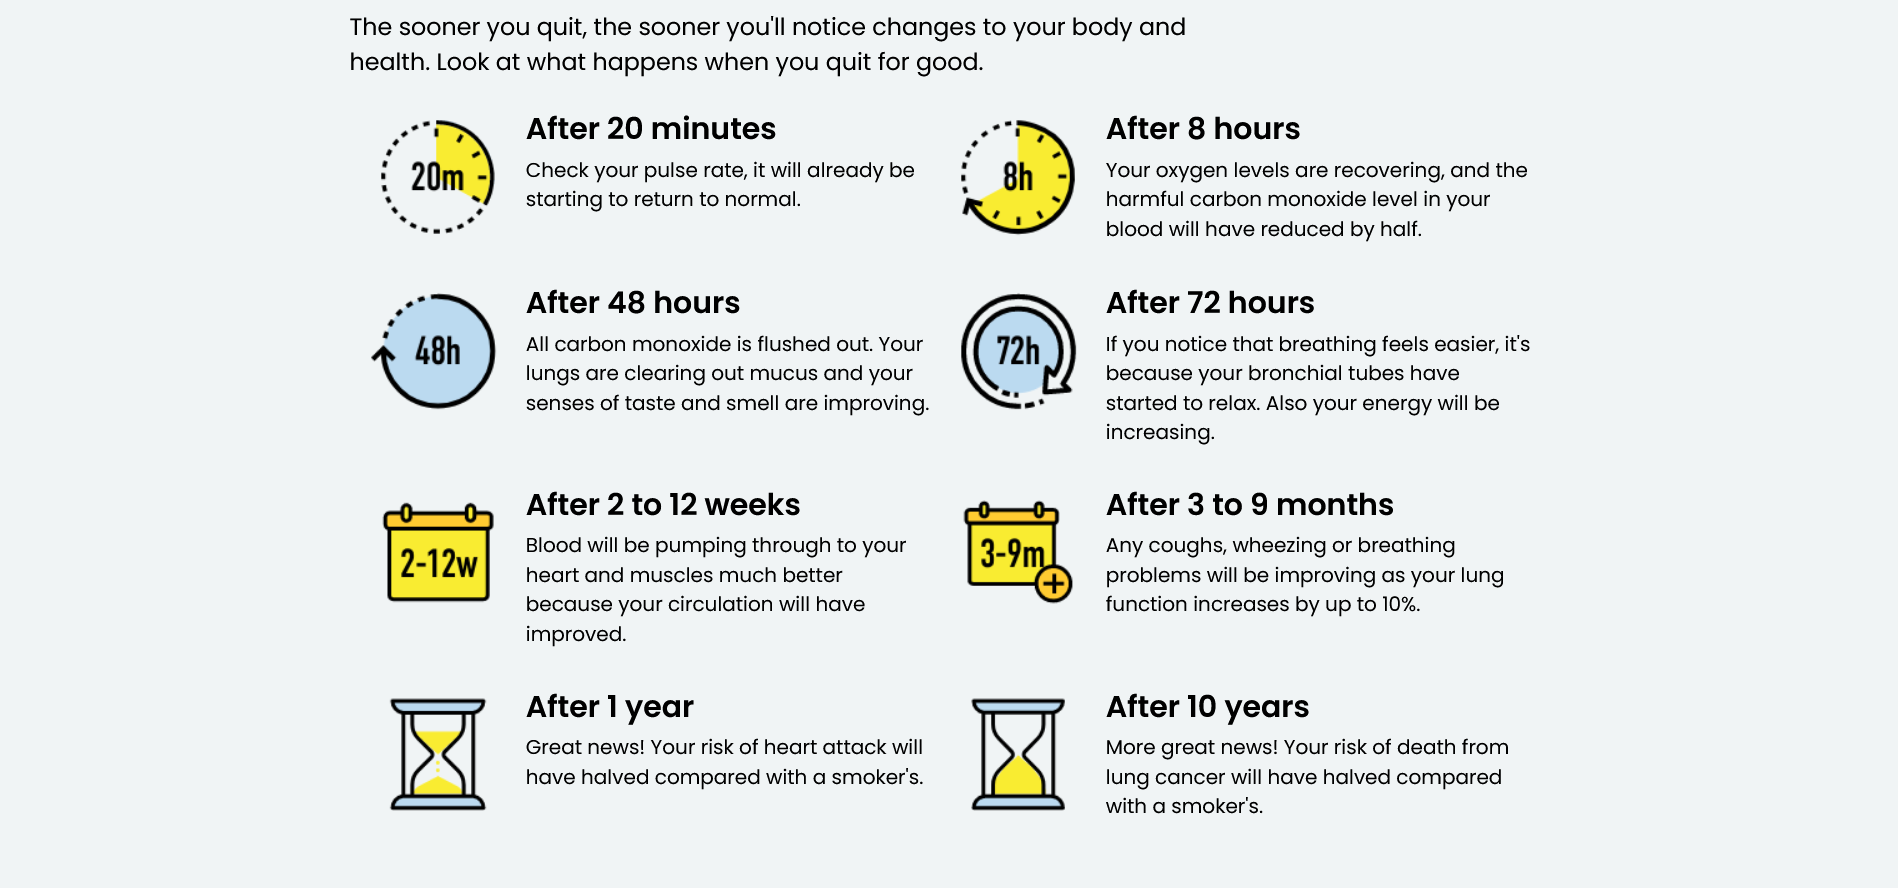 The sooner you quit, the sooner you'll notice changes to your body and
health. Look at what happens when you quit for good.
20m
After 20 minutes
Check your pulse rate, it will already be
starting to return to normal.
8h
After 8 hours
Your oxygen levels are recovering, and the
harmful carbon monoxide level in your
blood will have reduced by half.
48h
After 48 hours
All carbon monoxide is flushed out. Your
lungs are clearing out mucus and your
senses of taste and smell are improving.
72h
After 72 hours
If you notice that breathing feels easier, it's
because your bronchial tubes have
started to relax. Also your energy will be
increasing.
2-12w
After 2 to 12 weeks
Blood will be pumping through to your
heart and muscles much better
because your circulation will have
improved.
3-9m
After 3 to 9 months
Any coughs, wheezing or breathing
problems will be improving as your lung
function increases by up to 10%.
After 1 year
Great news! Your risk of heart attack will
have halved compared with a smoker's.
After 10 years
More great news! Your risk of death from
lung cancer will have halved compared
with a smoker's.